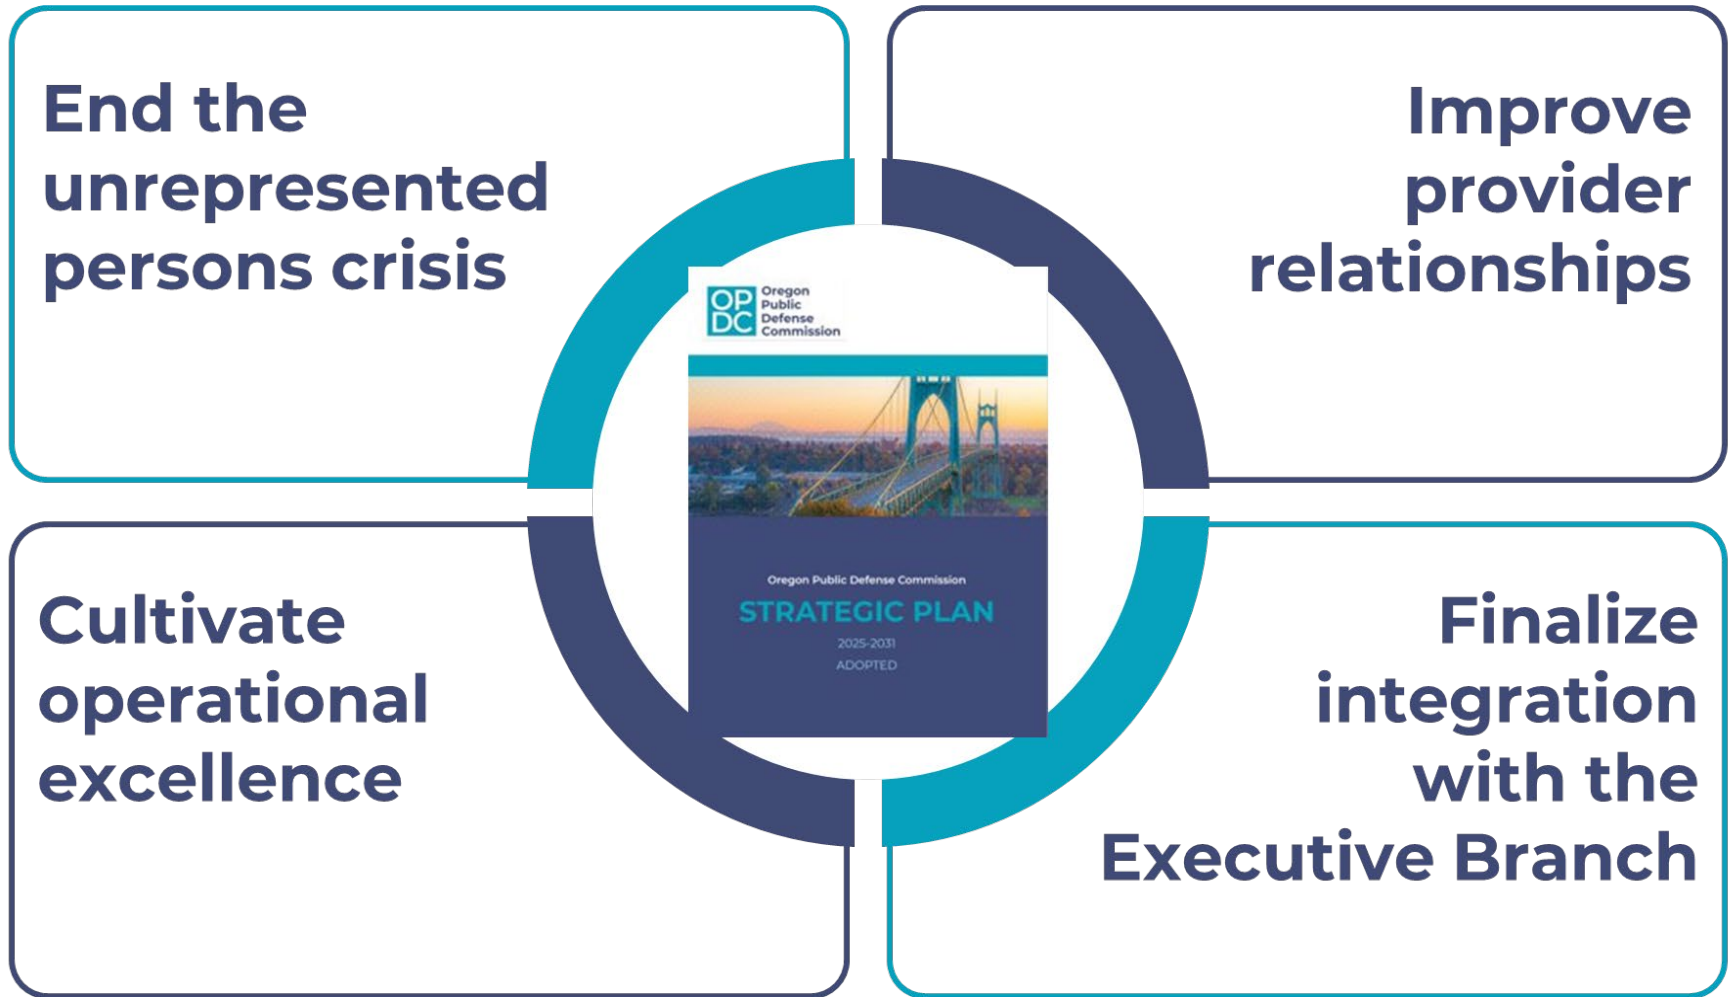 End the
unrepresented
persons crisis
Improve
provider
relationships
OP
DC
Oregon
Public
Defense
Commission
Oregon Public Defense Commission
STRATEGIC PLAN
2025-2031
ADOPTED
Cultivate
operational
excellence
Finalize
integration
with the
Executive Branch